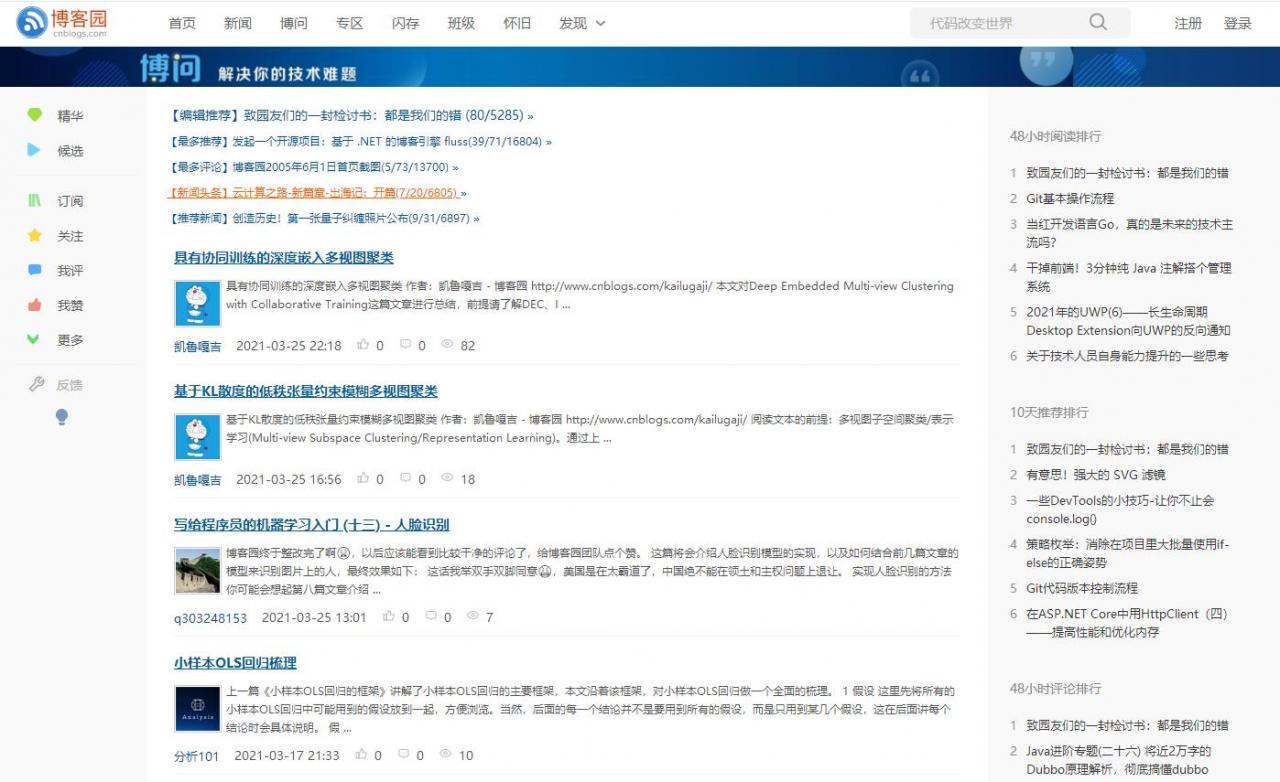 博客园
cnblogs.com
首页 新闻 博问 专区 闪存 班级 怀旧 发现
代码改变世界
注册 登录
博问 解决你的技术难题
精华
候选
订阅
关注
我评
我赞
更多
反馈
【编辑推荐】致园友们的一封检讨书：都是我们的错 (80/5285) »
【最多推荐】发起一个开源项目：基于 .NET 的博客引擎 fluss(39/71/16804) »
【最多评论】博客园2005年6月1日首页截图(5/73/13700) »
【新闻头条】云计算之路-新篇章-出海记：开篇(7/20/6805) »
【推荐新闻】创造历史！第一张量子纠缠照片公布(9/31/6897) »
具有协同训练的深度嵌入多视图聚类
具有协同训练的深度嵌入多视图聚类 作者：凯鲁嘎吉 - 博客园 http://www.cnblogs.com/kailugaji/ 本文对Deep Embedded Multi-view Clustering
with Collaborative Training这篇文章进行总结，前提请了解DEC、I ...
凯鲁嘎吉 2021-03-25 22:18 0 0 82
基于KL散度的低秩张量约束模糊多视图聚类
基于KL散度的低秩张量约束模糊多视图聚类 作者：凯鲁嘎吉 - 博客园 http://www.cnblogs.com/kailugaji/ 阅读文本的前提：多视图子空间聚类/表示
学习(Multi-view Subspace Clustering/Representation Learning)。通过上 ...
凯鲁嘎吉 2021-03-25 16:56 0 0 18
写给程序员的机器学习入门 (十三) - 人脸识别
博客园终于整改完了啊😩，以后应该能看到比较干净的评论了，给博客园团队点个赞。 这篇将会介绍人脸识别模型的实现，以及如何结合前几篇文章的
模型来识别图片上的人，最终效果如下： 这话我举双手双脚同意😩，美国是在太霸道了，中国绝不能在领土和主权问题上退让。 实现人脸识别的方法
你可能会想起第八篇文章介绍 ...
q303248153 2021-03-25 13:01 0 0 7
小样本OLS回归梳理
Analysis
上一篇《小样本OLS回归的框架》讲解了小样本OLS回归的主要框架，本文沿着该框架，对小样本OLS回归做一个全面的梳理。 1 假设 这里先将所有的
小样本OLS回归中可能用到的假设放到一起，方便浏览。当然，后面的每一个结论并不是要用到所有的假设，而是只用到某几个假设，这在后面讲每个
结论时会具体说明。 假 ...
分析101 2021-03-17 21:33 0 0 10
48小时阅读排行
1 致园友们的一封检讨书：都是我们的错
2 Git基本操作流程
3 当红开发语言Go，真的是未来的技术主
流吗？
4 干掉前端！3分钟纯 Java 注解搭个管理
系统
5 2021年的UWP(6)——长生命周期
Desktop Extension向UWP的反向通知
6 关于技术人员自身能力提升的一些思考
10天推荐排行
1 致园友们的一封检讨书：都是我们的错
2 有意思！强大的 SVG 滤镜
3 一些DevTools的小技巧-让你不止会
console.log()
4 策略枚举：消除在项目里大批量使用if-
else的正确姿势
5 Git代码版本控制流程
6 在ASP.NET Core中用HttpClient（四）
——提高性能和优化内存
48小时评论排行
1 致园友们的一封检讨书：都是我们的错
2 Java进阶专题(二十六) 将近2万字的
Dubbo原理解析，彻底搞懂dubbo